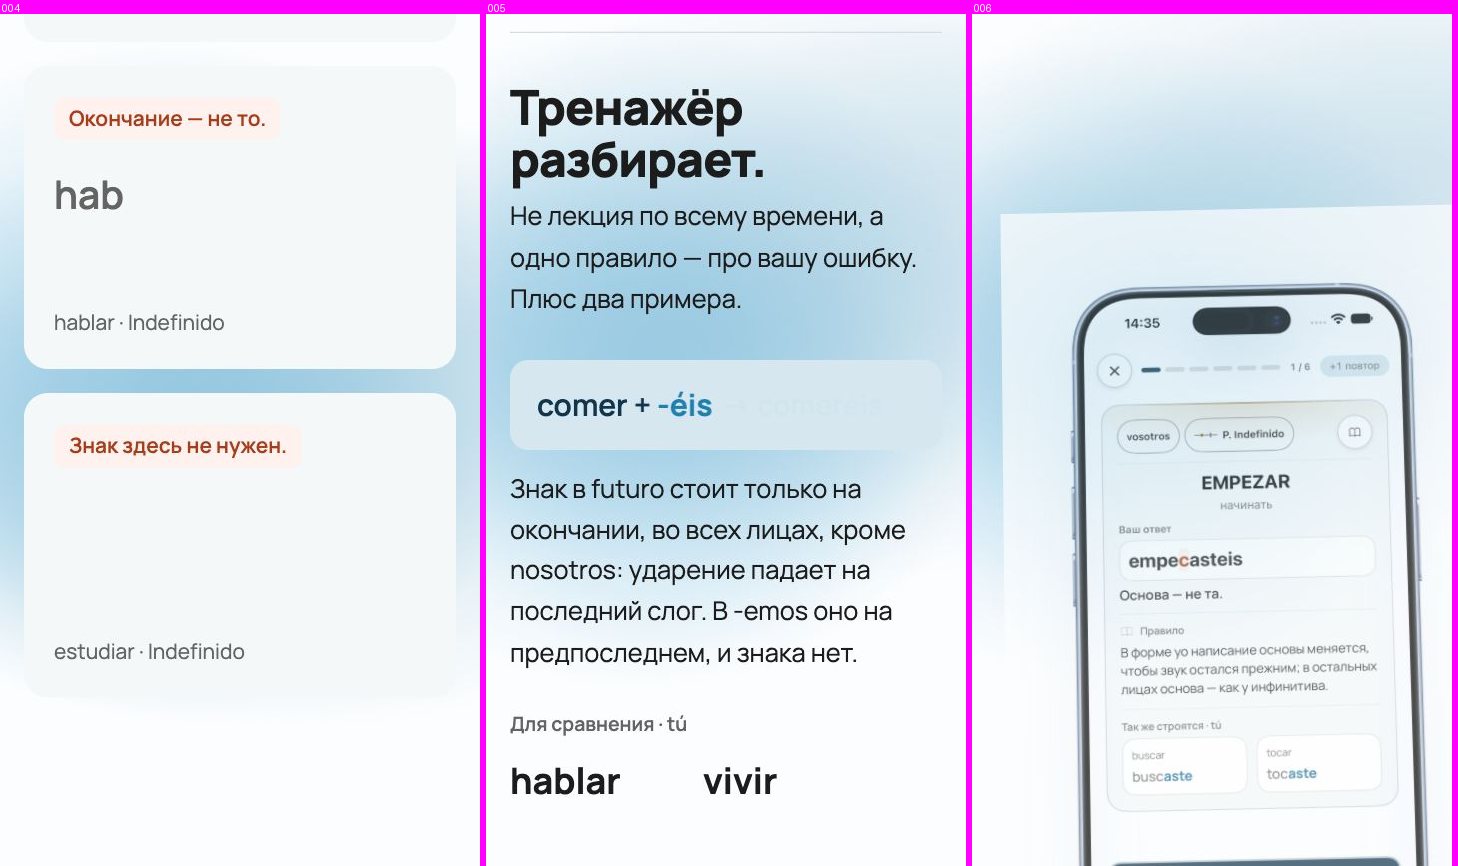 004
Окончание — не то.
hab
hablar · Indefinido
Знак здесь не нужен.
estudiar · Indefinido
005
Тренажёр
разбирает.
Не лекция по всему времени, а
одно правило — про вашу ошибку.
Плюс два примера.
comer + -éis → comeréis
Знак в futuro стоит только на
окончании, во всех лицах, кроме
nosotros: ударение падает на
последний слог. В -emos оно на
предпоследнем, и знака нет.
Для сравнения · tú
hablar vivir
006
14:35
1 / 6 +1 повтор
vosotros P. Indefinido
EMPEZAR
начинать
Ваш ответ
empecasteis
Основа — не та.
Правило
В форме yo написание основы меняется,
чтобы звук остался прежним; в остальных
лицах основа — как у инфинитива.
Так же строятся · tú
buscar tocar
buscaste tocaste